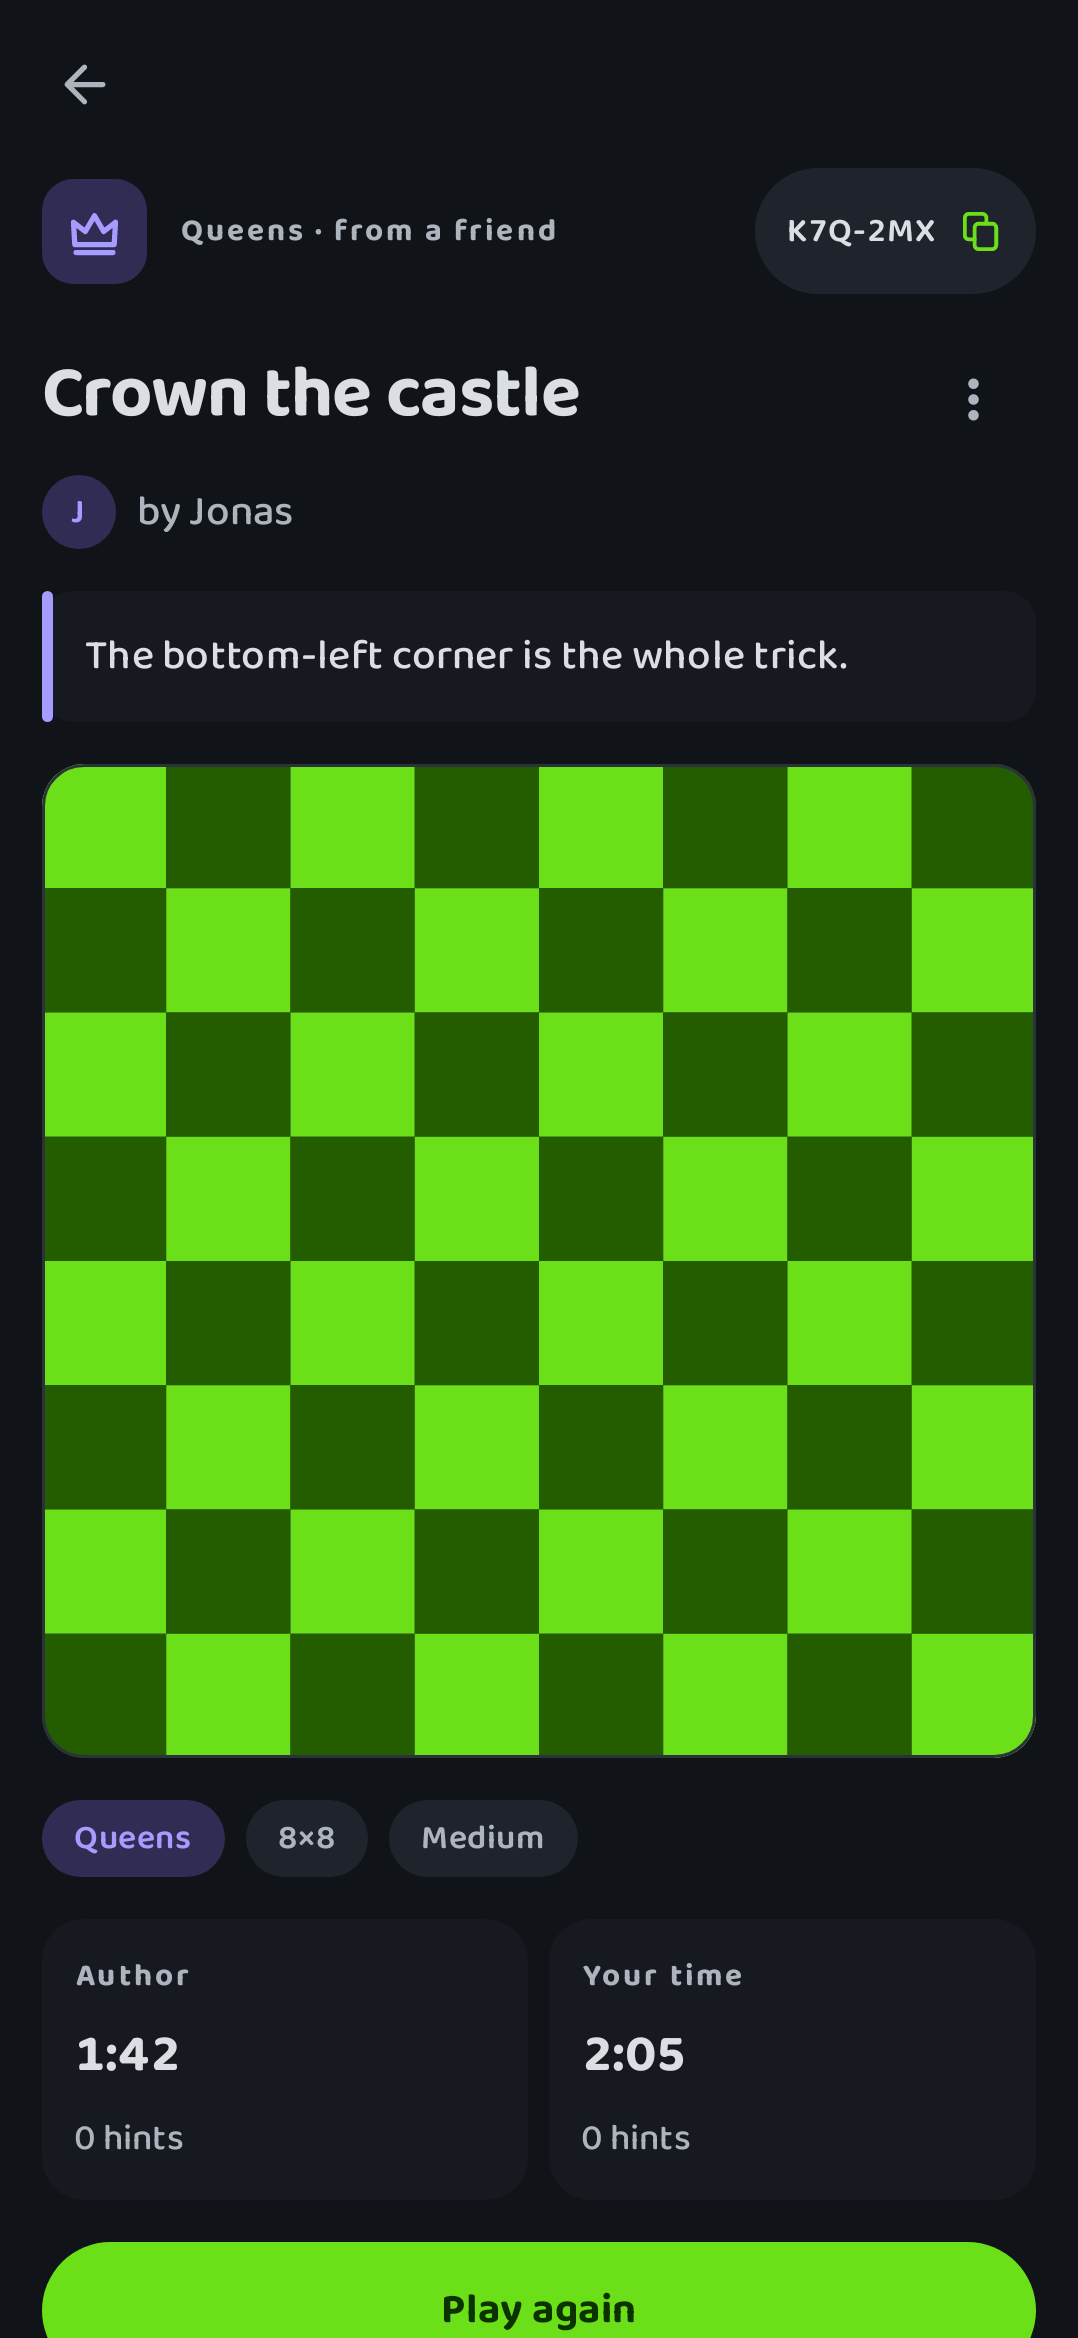 Queens · from a friend
K7Q-2MX
Crown the castle
J
by Jonas
The bottom-left corner is the whole trick.
Queens
8×8
Medium
Author
Your time
1:42
2:05
0 hints
0 hints
Play again